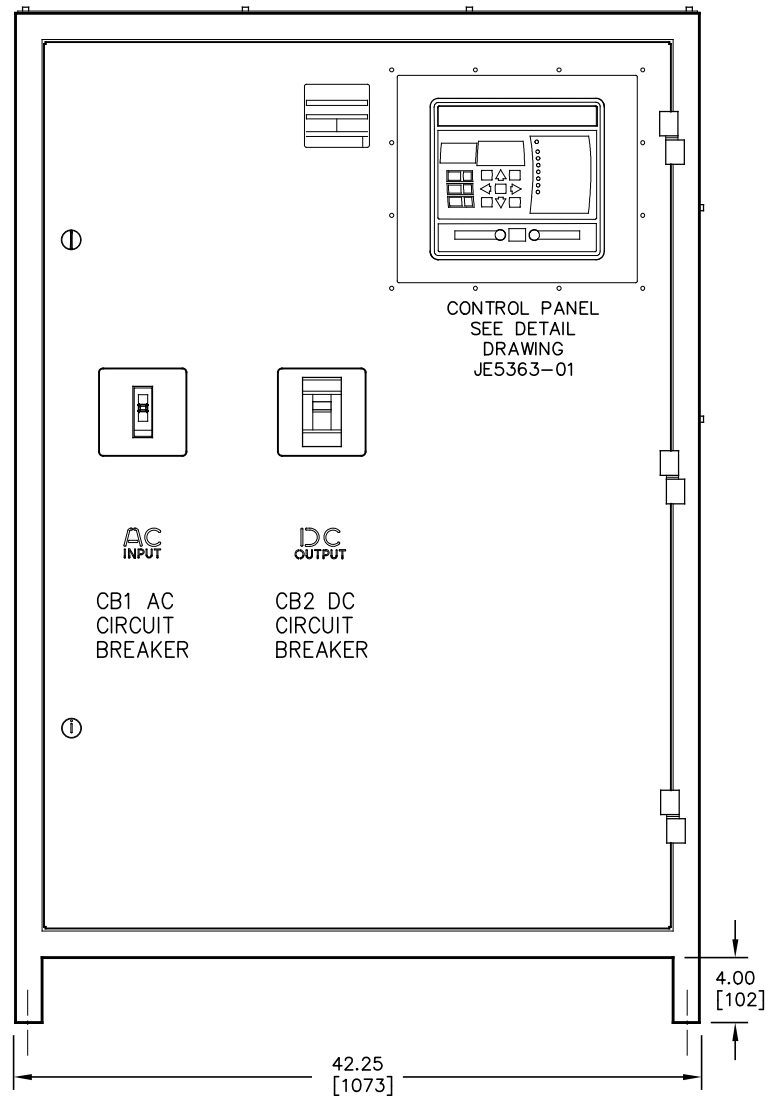 CONTROL PANEL
SEE DETAIL
DRAWING
JE5363-01
AC
INPUT
DC
OUTPUT
CB1 AC
CIRCUIT
BREAKER
CB2 DC
CIRCUIT
BREAKER
4.00
[102]
42.25
[1073]